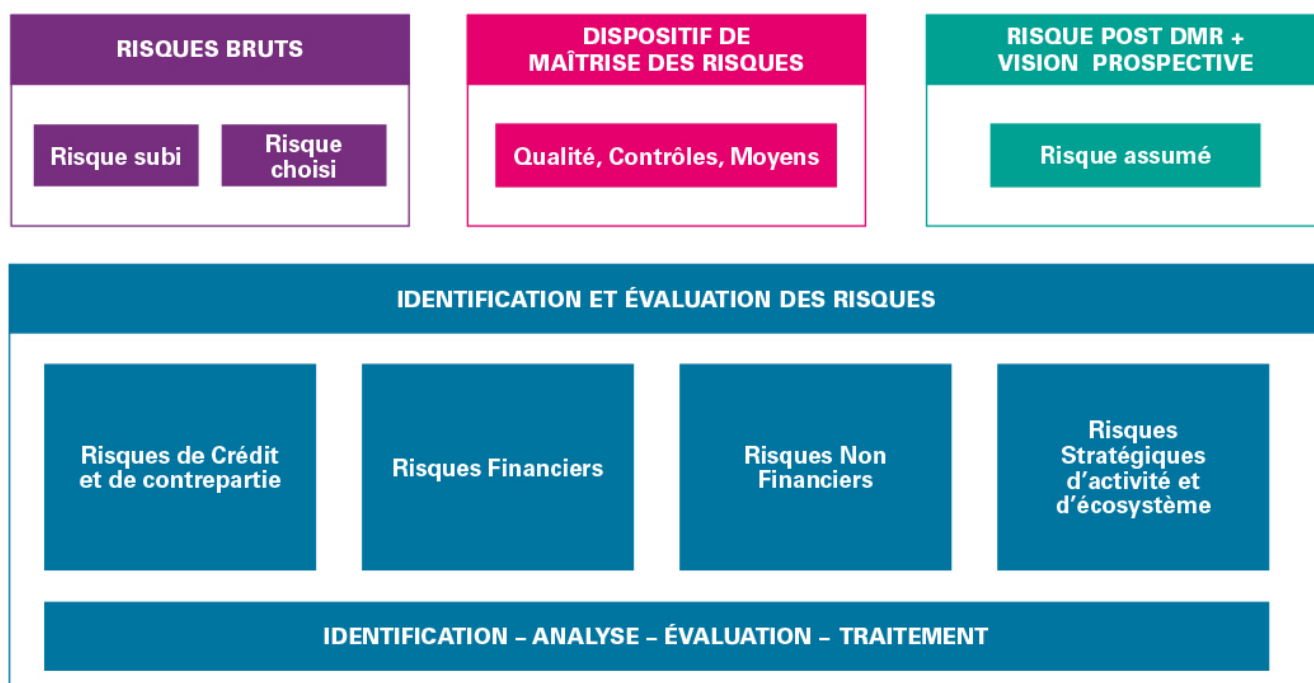 RISQUES BRUTS
Risque subi
Risque
choisi
DISPOSITIF DE
MAÎTRISE DES RISQUES
Qualité, Contrôles, Moyens
RISQUE POST DMR +
VISION PROSPECTIVE
Risque assumé
IDENTIFICATION ET ÉVALUATION DES RISQUES
Risques de Crédit
et de contrepartie
Risques Financiers
Risques Non
Financiers
Risques
Stratégiques
d’activité et
d’écosystème
IDENTIFICATION – ANALYSE – ÉVALUATION – TRAITEMENT